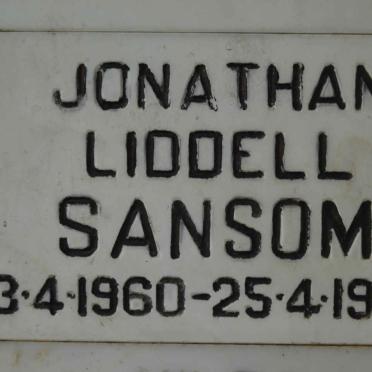 JONATHAN
LIDDELL
SANSOM
3·4·1960-25·4·19